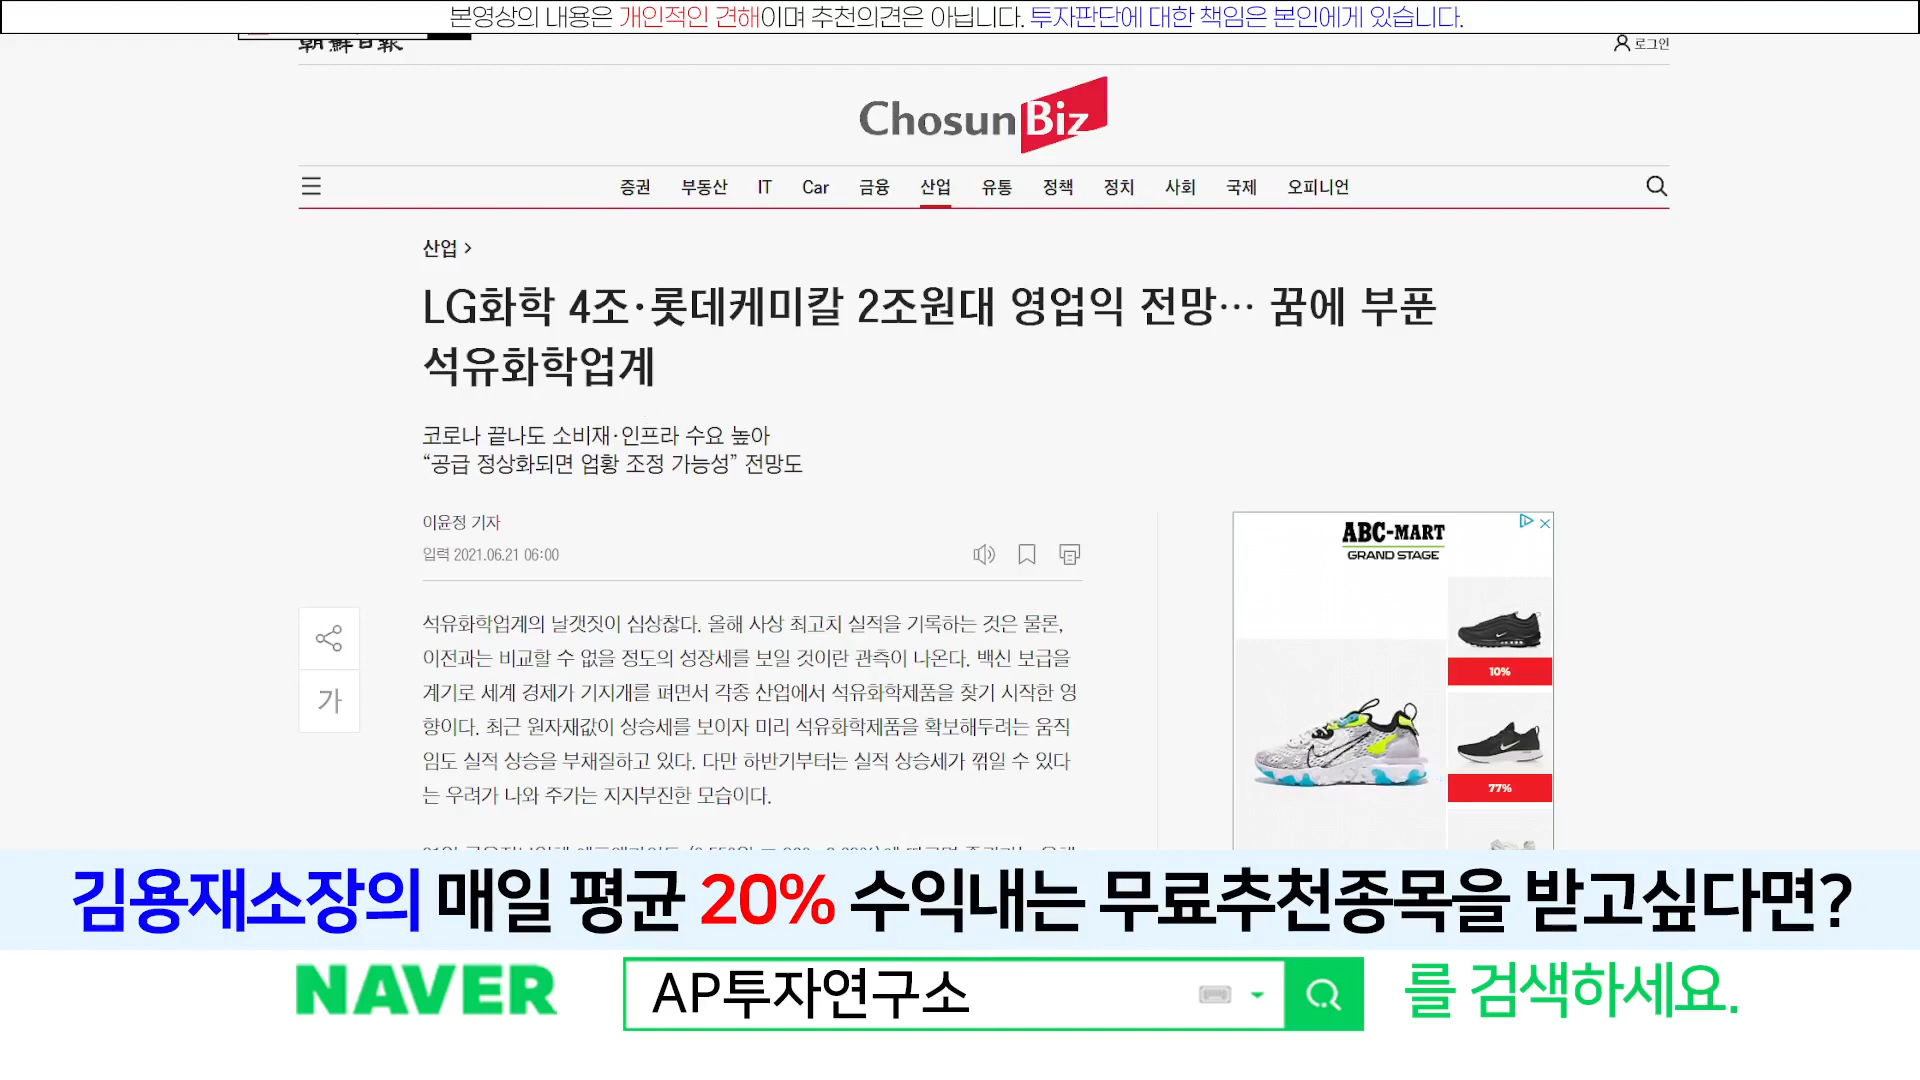 본영상의 내용은 개인적인 견해이며 추천의견은 아닙니다. 투자판단에 대한 책임은 본인에게 있습니다.
朝鮮日報
로그인
ChosunBiz
증권 부동산 IT Car 금융 산업 유통 정책 정치 사회 국제 오피니언
산업 >
LG화학 4조·롯데케미칼 2조원대 영업익 전망… 꿈에 부푼
석유화학업계
코로나 끝나도 소비재·인프라 수요 높아
“공급 정상화되면 업황 조정 가능성” 전망도
이윤정 기자
입력 2021.06.21 06:00
가
석유화학업계의 날갯짓이 심상찮다. 올해 사상 최고치 실적을 기록하는 것은 물론,
이전과는 비교할 수 없을 정도의 성장세를 보일 것이란 관측이 나온다. 백신 보급을
계기로 세계 경제가 기지개를 펴면서 각종 산업에서 석유화학제품을 찾기 시작한 영
향이다. 최근 원자재값이 상승세를 보이자 미리 석유화학제품을 확보해두려는 움직
임도 실적 상승을 부채질하고 있다. 다만 하반기부터는 실적 상승세가 꺾일 수 있다
는 우려가 나와 주가는 지지부진한 모습이다.
ABC-MART
GRAND STAGE
10%
77%
김용재소장의 매일 평균 20% 수익내는 무료추천종목을 받고싶다면?
NAVER AP투자연구소 를 검색하세요.